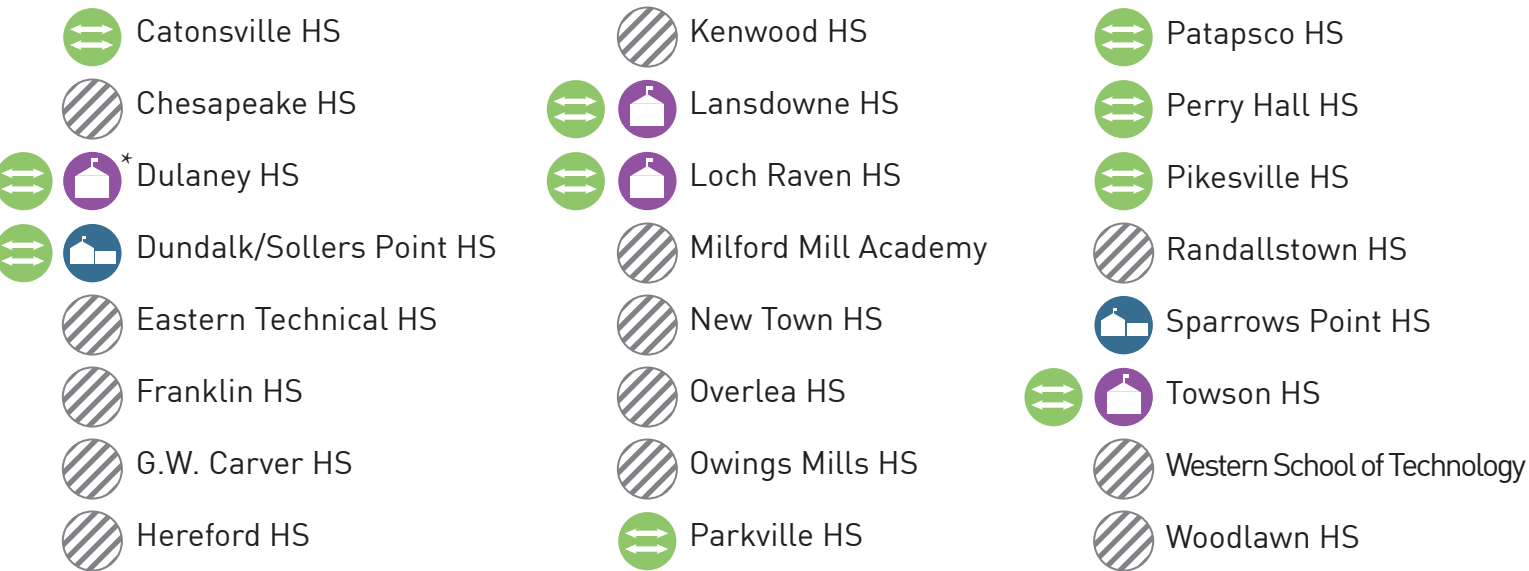 Catonsville HS
Chesapeake HS
* Dulaney HS
Dundalk/Sollers Point HS
Eastern Technical HS
Franklin HS
G.W. Carver HS
Hereford HS
Kenwood HS
Lansdowne HS
Loch Raven HS
Milford Mill Academy
New Town HS
Overlea HS
Owings Mills HS
Parkville HS
Patapsco HS
Perry Hall HS
Pikesville HS
Randallstown HS
Sparrows Point HS
Towson HS
Western School of Technology
Woodlawn HS